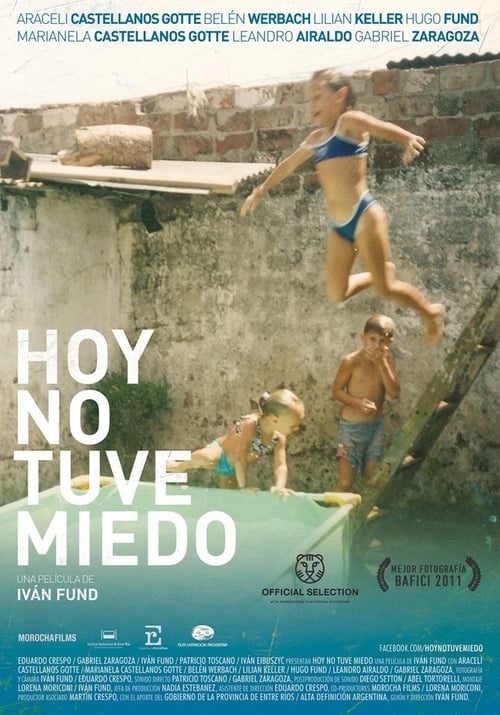 ARACELI CASTELLANOS GOTTE BELÉN WERBACH LILIAN KELLER HUGO FUND
MARIANELA CASTELLANOS GOTTE LEANDRO AIRALDO GABRIEL ZARAGOZA
HOY
NO
TUVE
MIEDO
UNA PELÍCULA DE
IVÁN FUND
OFFICIAL SELECTION
MEJOR FOTOGRAFÍA
BAFICI 2011
MOROCHAFILMS
ALTA DEFINICION ARGENTINA
FACEBOOK.COM/HOYNOTUVEMIEDO
EDUARDO CRESPO / GABRIEL ZARAGOZA / IVÁN FUND / PATRICIO TOSCANO / IVÁN EIBUSZYC PRESENTAN HOY NO TUVE MIEDO UNA PELÍCULA DE IVÁN FUND CON ARACELI
CASTELLANOS GOTTE /MARIANELA CASTELLANOS GOTTE / BELÉN WERBACH / LILIAN KELLER / HUGO FUND / LEANDRO AIRALDO / GABRIEL ZARAGOZA, FOTOGRAFÍA
Y CÁMARA IVÁN FUND / EDUARDO CRESPO, SONIDO DIRECTO PATRICIO TOSCANO / GABRIEL ZARAGOZA, POSTPRODUCCIÓN DE SONIDO DIEGO SETTON / ABEL TORTORELLI, MONTAJE
LORENA MORICONI / IVÁN FUND, JEFA DE PRODUCCIÓN NADIA ESTEBANEZ, ASISTENTE DE DIRECCIÓN EDUARDO CRESPO, CO-PRODUCTORES MOROCHA FILMS / LORENA MORICONI,
PRODUCTOR ASOCIADO MARTÍN CRESPO, CON EL APORTE DEL GOBIERNO DE LA PROVINCIA DE ENTRE RÍOS / ALTA DEFINICIÓN ARGENTINA, GUIÓN Y DIRECCIÓN IVÁN FUND.